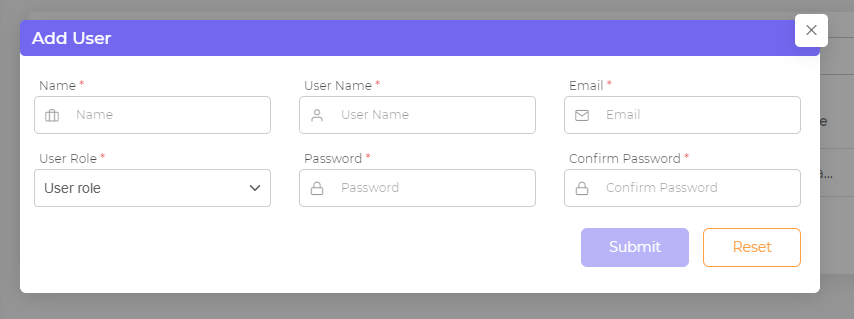 Add User
Name * User Name * Email *
Name User Name Email
User Role * Password * Confirm Password *
User role Password Confirm Password
Submit Reset